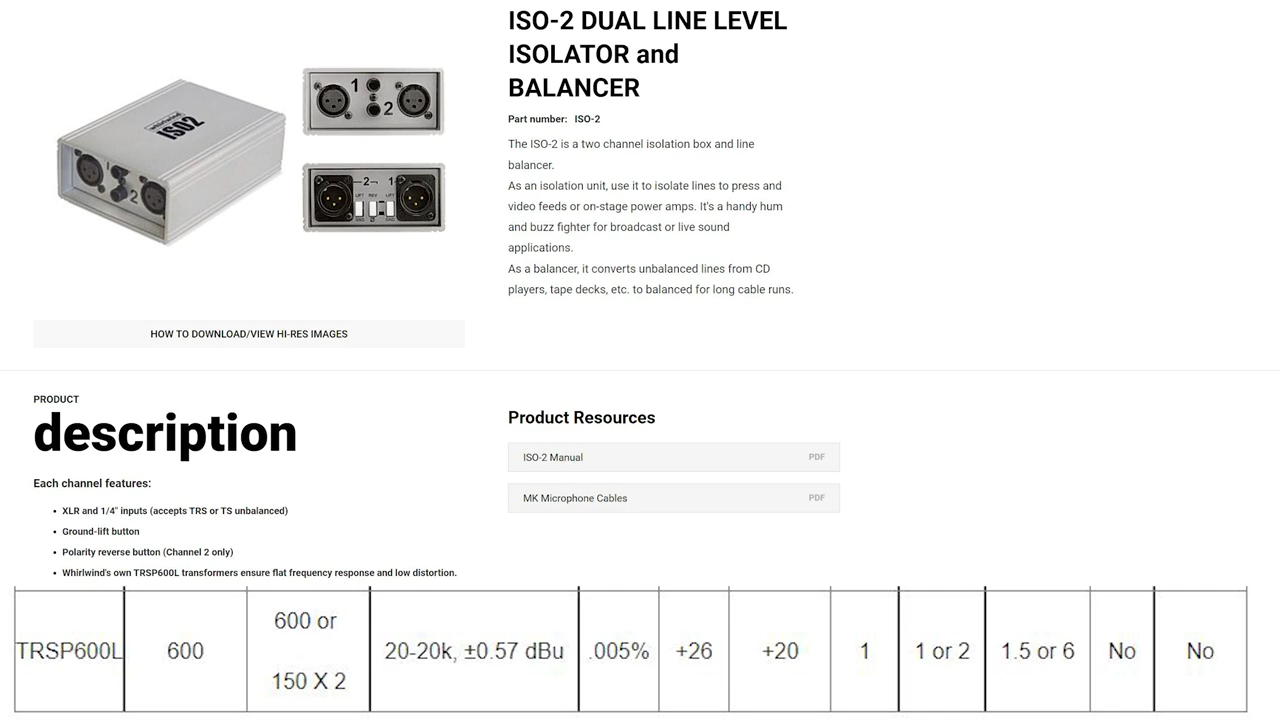 ISO-2 DUAL LINE LEVEL
ISOLATOR and
BALANCER
Part number: ISO-2
The ISO-2 is a two channel isolation box and line
balancer.
As an isolation unit, use it to isolate lines to press and
video feeds or on-stage power amps. It's a handy hum
and buzz fighter for broadcast or live sound
applications.
As a balancer, it converts unbalanced lines from CD
players, tape decks, etc. to balanced for long cable runs.
whirlwind
ISO2
1
2
1
2
2 1
LIFT REV LIFT
HOW TO DOWNLOAD/VIEW HI-RES IMAGES
PRODUCT
description
Each channel features:
• XLR and 1/4" inputs (accepts TRS or TS unbalanced)
• Ground-lift button
• Polarity reverse button (Channel 2 only)
• Whirlwind's own TRSP600L transformers ensure flat frequency response and low distortion.
Product Resources
ISO-2 Manual PDF
MK Microphone Cables PDF
600 or
TRSP600L 600 20-20k, ±0.57 dBu .005% +26 +20 1 1 or 2 1.5 or 6 No No
150 X 2